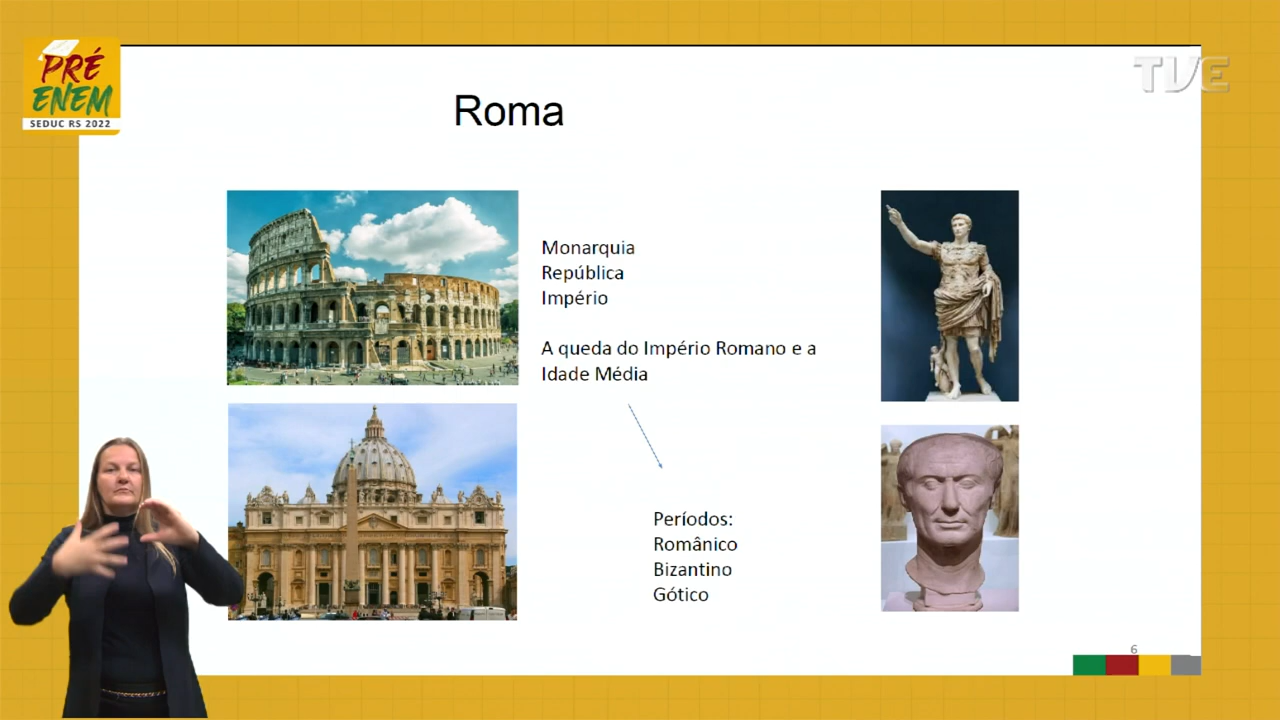 PRÉ
ENEM
SEDUC RS 2022
TVE
Roma
Monarquia
República
Império
A queda do Império Romano e a
Idade Média
Períodos:
Românico
Bizantino
Gótico
6